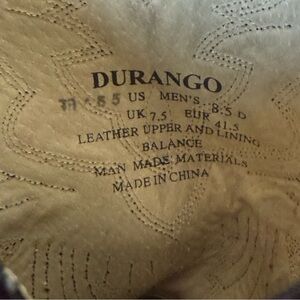 DURANGO
US MEN'S 8.5 D
UK 7.5 EUR 41.5
LEATHER UPPER AND LINING
BALANCE
MAN MADE MATERIALS
MADE IN CHINA